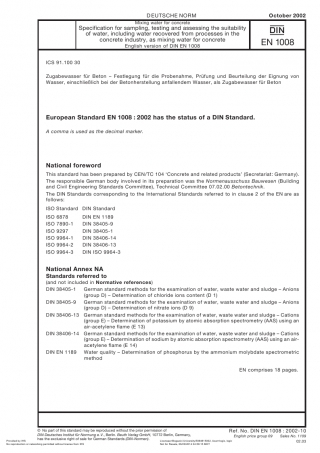 DEUTSCHE NORM
October 2002
Mixing water for concrete
Specification for sampling, testing and assessing the suitability
of water, including water recovered from processes in the
concrete industry, as mixing water for concrete
English version of DIN EN 1008
DIN
EN 1008
ICS 91.100 30
Zugabewasser für Beton – Festlegung für die Probenahme, Prüfung und Beurteilung der Eignung von
Wasser, einschließlich bei der Betonherstellung anfallendem Wasser, als Zugabewasser für Beton
European Standard EN 1008 : 2002 has the status of a DIN Standard.
A comma is used as the decimal marker.
National foreword
This standard has been prepared by CEN/TC 104 'Concrete and related products' (Secretariat: Germany).
The responsible German body involved in its preparation was the Normenausschuss Bauwesen (Building
and Civil Engineering Standards Committee), Technical Committee 07.02.00 Betontechnik.
The DIN Standards corresponding to the International Standards referred to in clause 2 of the EN are as
follows:
ISO Standard DIN Standard
ISO 6878 DIN EN 1189
ISO 7890-1 DIN 38405-9
ISO 9297 DIN 38405-1
ISO 9964-1 DIN 38406-14
ISO 9964-2 DIN 38406-13
ISO 9964-3 DIN ISO 9964-3
National Annex NA
Standards referred to
(and not included in Normative references)
DIN 38405-1 German standard methods for the examination of water, waste water and sludge – Anions
(group D) – Determination of chloride ions content (D 1)
DIN 38405-9 German standard methods for the examination of water, waste water and sludge – Anions
(group D) – Determination of nitrate ions (D 9)
DIN 38406-13 German standard methods for the examination of water, waste water and sludge – Cations
(group E) – Determination of potassium by atomic absorption spectrometry (AAS) using an
air-acetylene flame (E 13)
DIN 38406-14 German standard methods for the examination of water, waste water and sludge – Cations
(group E) – Determination of sodium by atomic absorption spectrometry (AAS) using an air-
acetylene flame (E 14)
DIN EN 1189 Water quality – Determination of phosphorus by the ammonium molybdate spectrometric
method
EN comprises 18 pages.
© No part of this standard may be reproduced without the prior permission of
DIN Deutsches Institut für Normung e. V., Berlin. Beuth Verlag GmbH, 10772 Berlin, Germany,
has the exclusive right of sale for German Standards (DIN-Normen).
Ref. No. DIN EN 1008 : 2002-10
English price group 09 Sales No. 1109
02.03